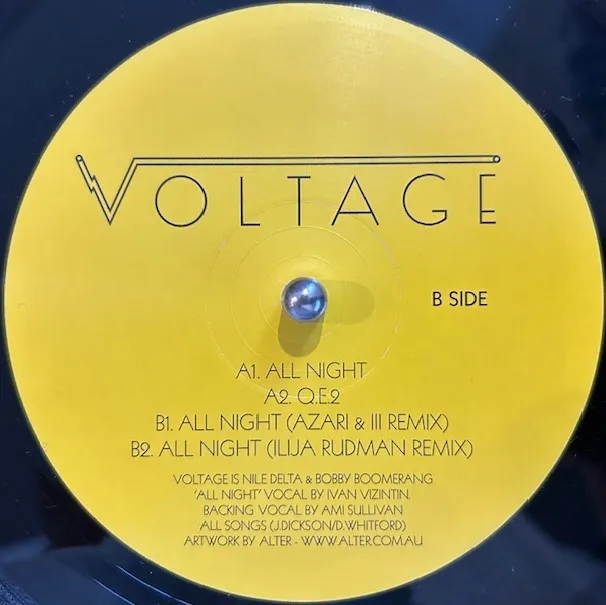 VOLTAGE
B SIDE
A1. ALL NIGHT
A2. Q.E.2
B1. ALL NIGHT (AZARI & III REMIX)
B2. ALL NIGHT (ILIJA RUDMAN REMIX)
VOLTAGE IS NILE DELTA & BOBBY BOOMERANG
'ALL NIGHT' VOCAL BY IVAN VIZINTIN.
BACKING VOCAL BY AMI SULLIVAN
ALL SONGS (J.DICKSON/D.WHITFORD)
ARTWORK BY ALTER - WWW.ALTER.COM.AU